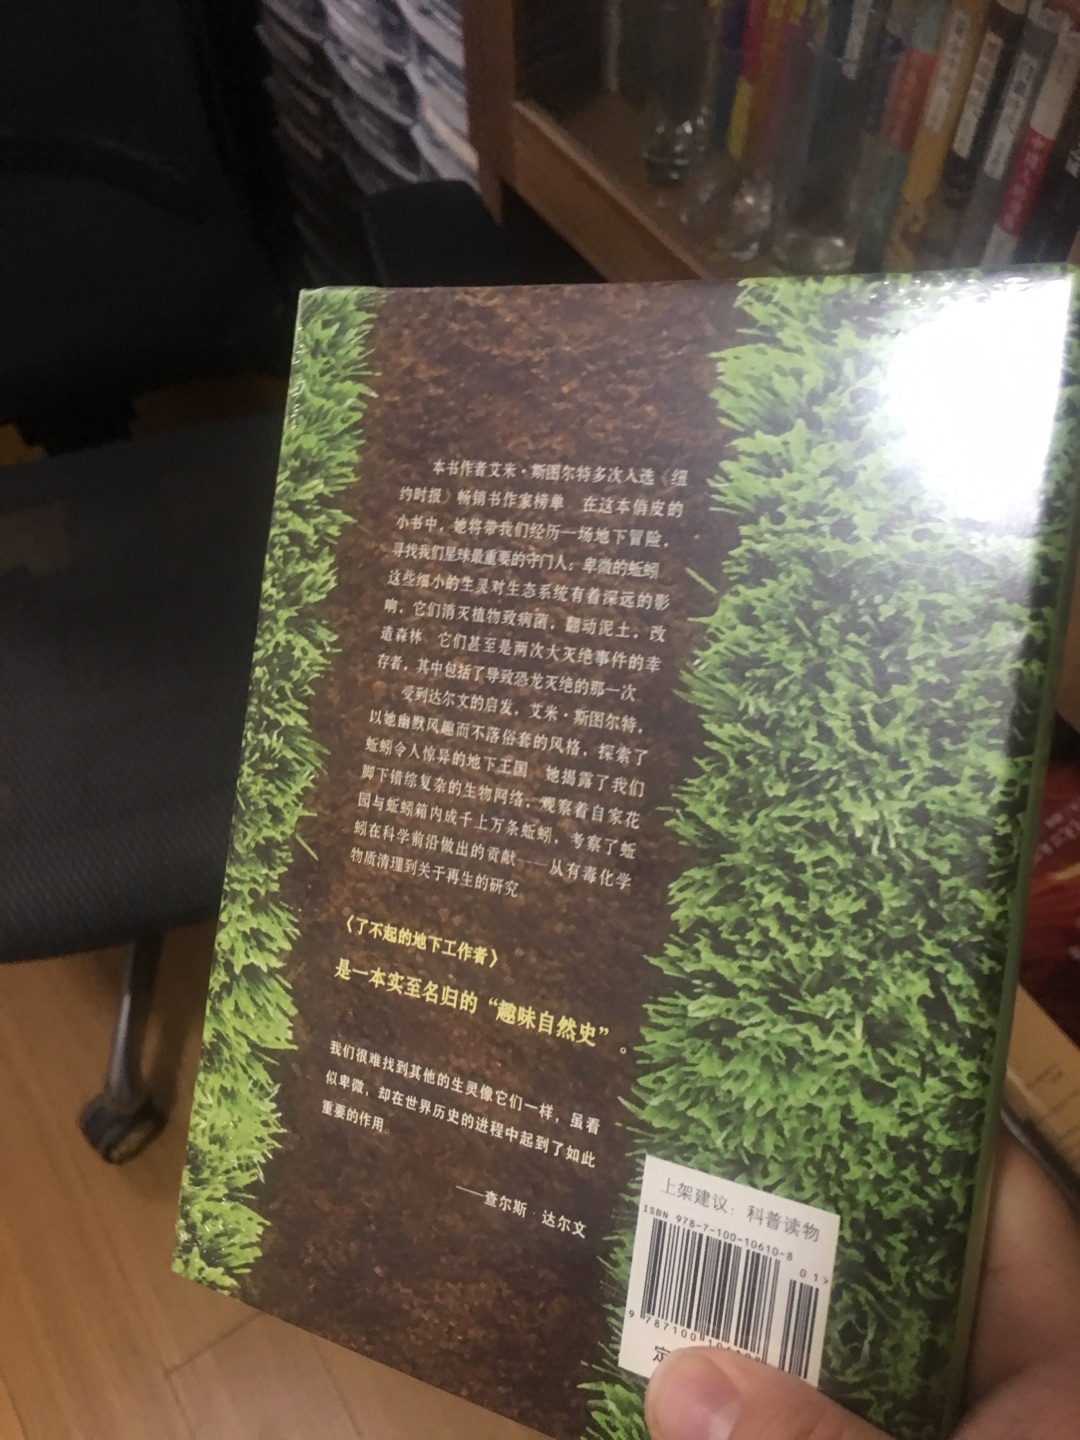 本书作者艾米·斯图尔特多次入选《纽
约时报》畅销书作家榜单 在这本俏皮的
小书中，她将带我们经历一场地下冒险，
寻找我们星球最重要的守门人：卑微的蚯蚓
这些细小的生灵对生态系统有着深远的影
响，它们消灭植物致病菌，翻动泥土，改
造森林 它们甚至是两次大灭绝事件的幸
存者，其中包括了导致恐龙灭绝的那一次
受到达尔文的启发，艾米·斯图尔特，
以她幽默风趣而不落俗套的风格，探索了
蚯蚓令人惊异的地下王国 她揭露了我们
脚下错综复杂的生物网络，观察着自家花
园与蚯蚓箱内成千上万条蚯蚓，考察了蚯
蚓在科学前沿做出的贡献——从有毒化学
物质清理到关于再生的研究
〈了不起的地下工作者〉
是一本实至名归的“趣味自然史”。
我们很难找到其他的生灵像它们一样，虽看
似卑微，却在世界历史的进程中起到了如此
重要的作用。
——查尔斯·达尔文
上架建议：科普读物
ISBN 978-7-100-10610-8
01>
9 787100
定